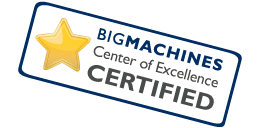 BIGMACHINES
Center of Excellence
CERTIFIED